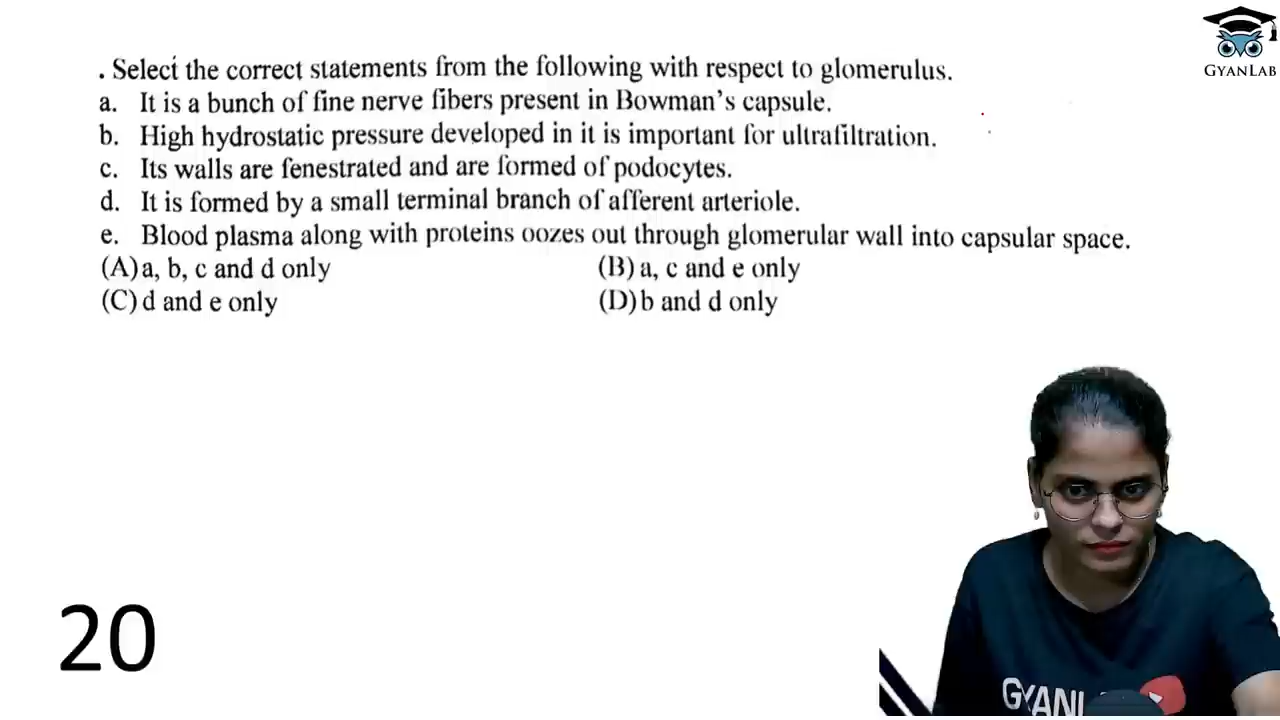 GYANLAB
. Select the correct statements from the following with respect to glomerulus.
a. It is a bunch of fine nerve fibers present in Bowman's capsule.
b. High hydrostatic pressure developed in it is important for ultrafiltration.
c. Its walls are fenestrated and are formed of podocytes.
d. It is formed by a small terminal branch of afferent arteriole.
e. Blood plasma along with proteins oozes out through glomerular wall into capsular space.
(A) a, b, c and d only (B) a, c and e only
(C) d and e only (D) b and d only
20